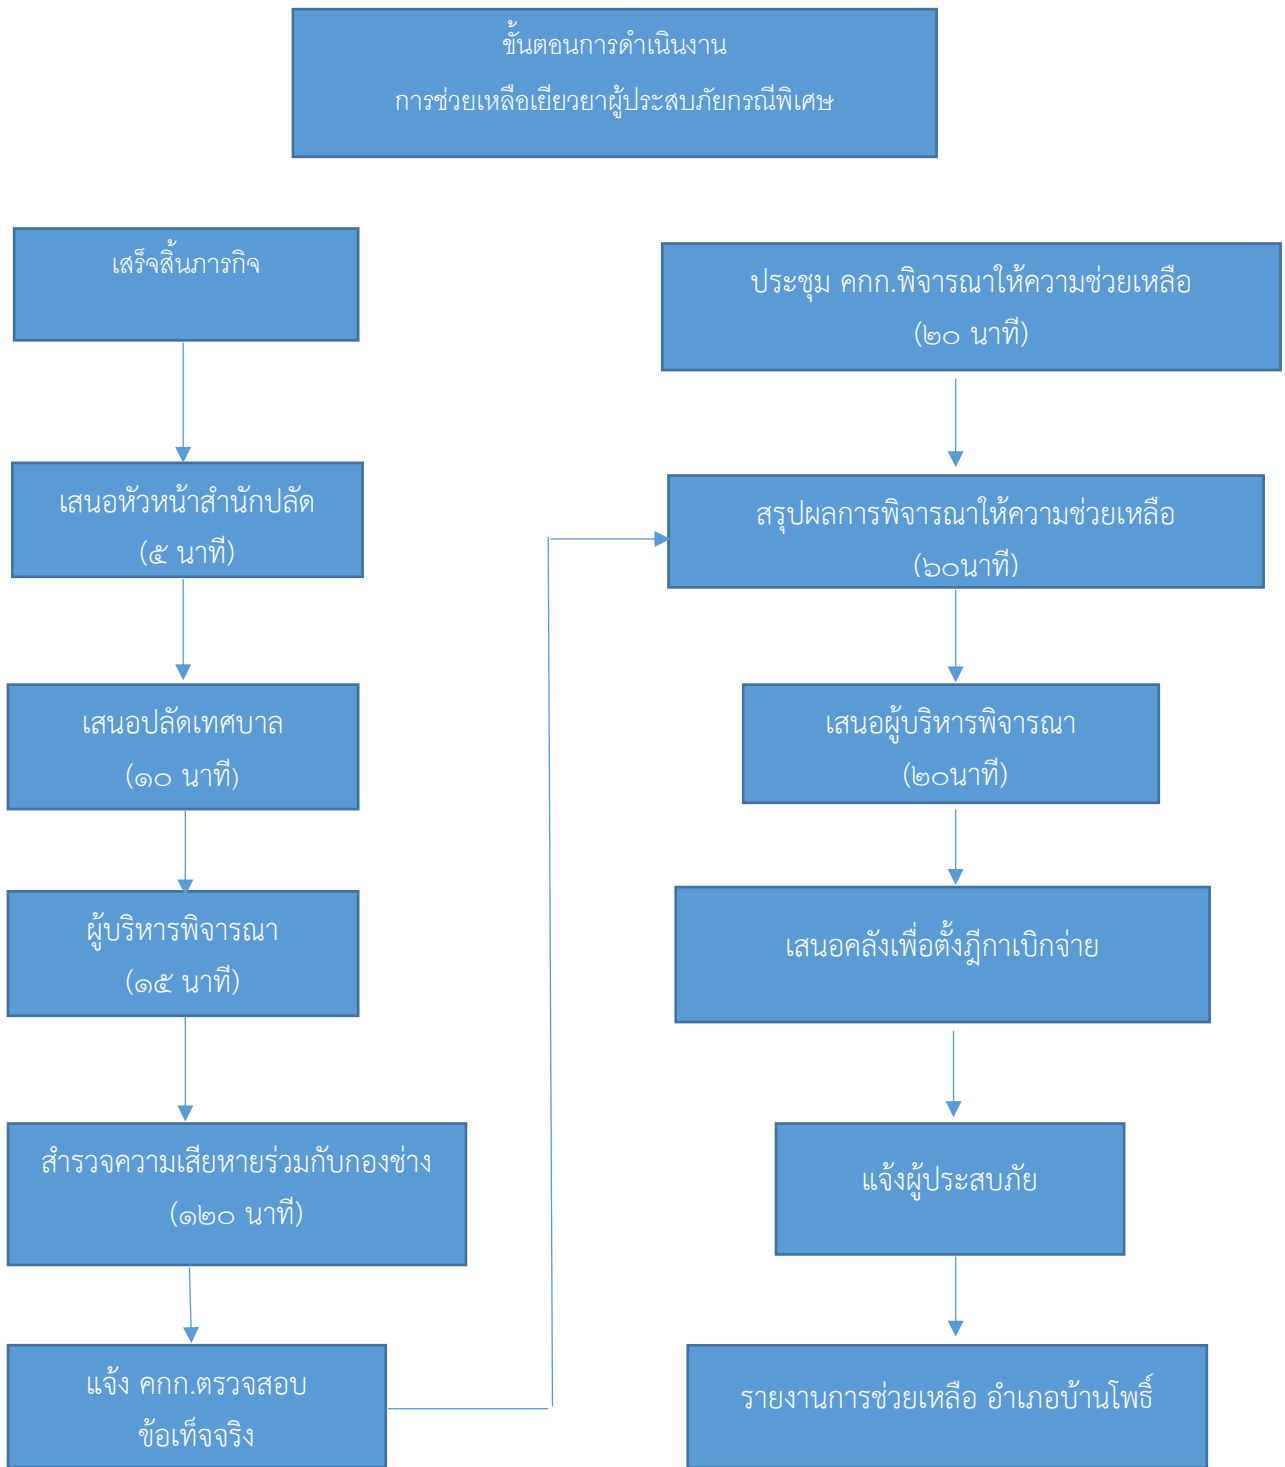 ขั้นตอนการดำเนินงาน
การช่วยเหลือเยียวยาผู้ประสบภัยกรณีพิเศษ
เสร็จสิ้นภารกิจ
เสนอหัวหน้าสำนักปลัด
(๕ นาที)
เสนอปลัดเทศบาล
(๑๐ นาที)
ผู้บริหารพิจารณา
(๑๕ นาที)
สำรวจความเสียหายร่วมกับกองช่าง
(๑๒๐ นาที)
แจ้ง คกก.ตรวจสอบ
ข้อเท็จจริง
ประชุม คกก.พิจารณาให้ความช่วยเหลือ
(๒๐ นาที)
สรุปผลการพิจารณาให้ความช่วยเหลือ
(๖๐นาที)
เสนอผู้บริหารพิจารณา
(๒๐นาที)
เสนอคลังเพื่อตั้งฎีกาเบิกจ่าย
แจ้งผู้ประสบภัย
รายงานการช่วยเหลือ อำเภอบ้านโพธิ์